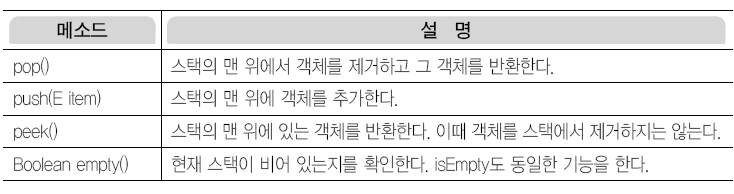 메소드 설 명
pop() 스택의 맨 위에서 객체를 제거하고 그 객체를 반환한다.
push(E item) 스택의 맨 위에 객체를 추가한다.
peek() 스택의 맨 위에 있는 객체를 반환한다. 이때 객체를 스택에서 제거하지는 않는다.
Boolean empty() 현재 스택이 비어 있는지를 확인한다. isEmpty도 동일한 기능을 한다.